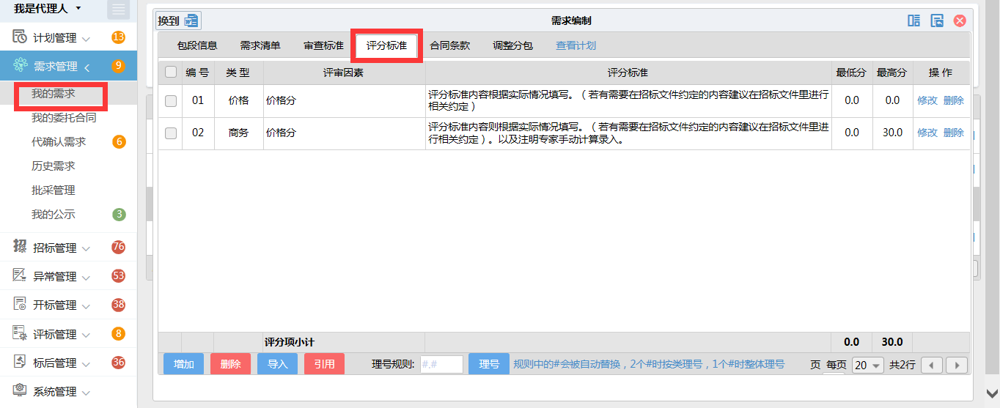 我是代理人
计划管理 13
需求管理 9
我的需求
我的委托合同
代确认需求 6
历史需求
批采管理
我的公示 3
招标管理 76
异常管理 53
开标管理 38
评标管理 8
标后管理 36
系统管理
换到
需求编制
包段信息 需求清单 审查标准 评分标准 合同条款 调整分包 查看计划
编 号 类 型 评审因素 评分标准 最低分 最高分 操 作
01 价格 价格分 评分标准内容根据实际情况填写。（若有需要在招标文件约定的内容建议在招标文件里进行 0.0 0.0 修改 删除
相关约定）
02 商务 价格分 评分标准内容则根据实际情况填写。（若有需要在招标文件约定的内容建议在招标文件里进 0.0 30.0 修改 删除
行相关约定）。以及注明专家手动计算录入。
评分项小计 0.0 30.0
增加 删除 导入 引用 理号规则: #,# 理号 规则中的#会被自动替换，2个#时按类理号，1个#时整体理号 页 每页 20 共2行